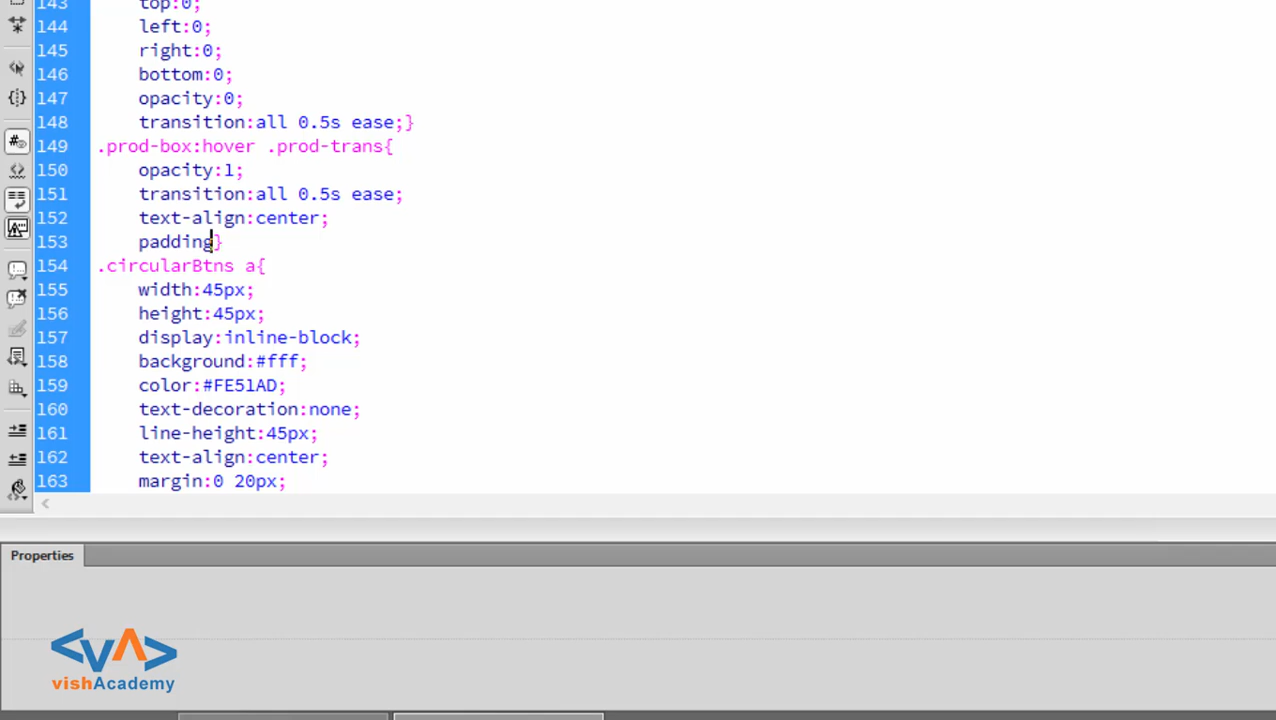 143 top:0;
144 left:0;
145 right:0;
146 bottom:0;
147 opacity:0;
148 transition:all 0.5s ease;}
149 .prod-box:hover .prod-trans{
150 opacity:1;
151 transition:all 0.5s ease;
152 text-align:center;
153 padding}
154 .circularBtns a{
155 width:45px;
156 height:45px;
157 display:inline-block;
158 background:#fff;
159 color:#FE51AD;
160 text-decoration:none;
161 line-height:45px;
162 text-align:center;
163 margin:0 20px;
Properties
<VA>
vishAcademy